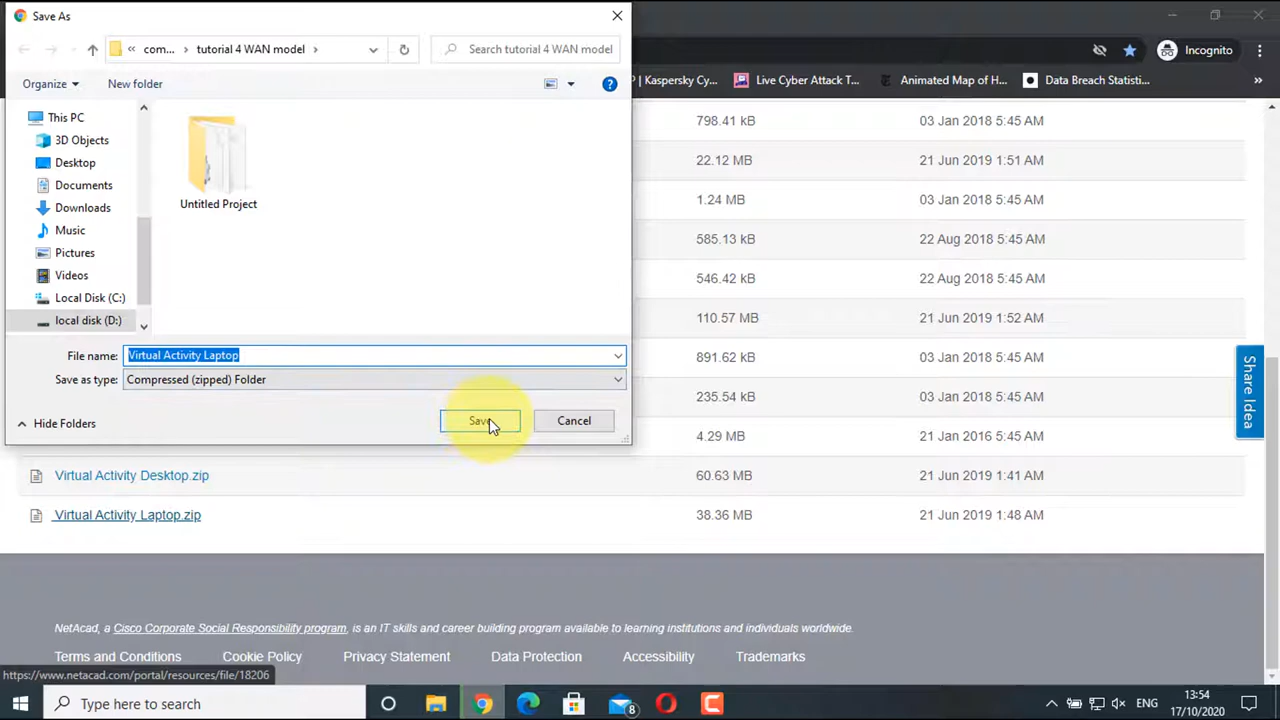 Save As
com...
tutorial 4 WAN model
Search tutorial 4 WAN model
Incognito
Organize
New folder
P | Kaspersky Cy...
Live Cyber Attack T...
Animated Map of H...
Data Breach Statisti...
This PC
3D Objects
Desktop
Documents
Downloads
Music
Pictures
Videos
Local Disk (C:)
local disk (D:)
Untitled Project
File name:
Virtual Activity Laptop
Save as type:
Compressed (zipped) Folder
Hide Folders
Save
Cancel
798.41 kB 03 Jan 2018 5:45 AM
22.12 MB 21 Jun 2019 1:51 AM
1.24 MB 03 Jan 2018 5:45 AM
585.13 kB 22 Aug 2018 5:45 AM
546.42 kB 22 Aug 2018 5:45 AM
110.57 MB 21 Jun 2019 1:52 AM
891.62 kB 03 Jan 2018 5:45 AM
235.54 kB 03 Jan 2018 5:45 AM
4.29 MB 01 Jan 2016 5:45 AM
Virtual Activity Desktop.zip 60.63 MB 21 Jun 2019 1:41 AM
Virtual Activity Laptop.zip 38.36 MB 21 Jun 2019 1:48 AM
Share Idea
NetAcad, a Cisco Corporate Social Responsibility program, is an IT skills and career building program available to learning institutions and individuals worldwide.
Terms and Conditions Cookie Policy Privacy Statement Data Protection Accessibility Trademarks
https://www.netacad.com/portal/resources/file/18206
Type here to search
8
ENG
13:54
17/10/2020